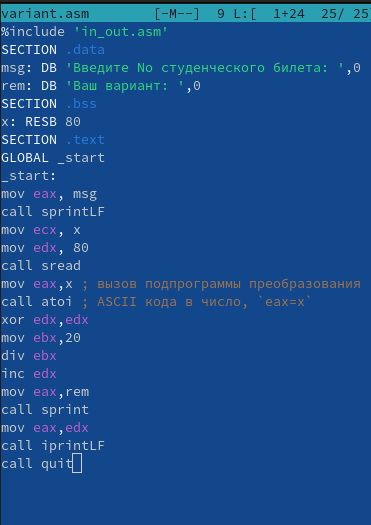 variant.asm [-M--] 9 L:[ 1+24 25/ 25
%include 'in_out.asm'
SECTION .data
msg: DB 'Введите No студенческого билета: ',0
rem: DB 'Ваш вариант: ',0
SECTION .bss
x: RESB 80
SECTION .text
GLOBAL _start
_start:
mov eax, msg
call sprintLF
mov ecx, x
mov edx, 80
call sread
mov eax,x ; вызов подпрограммы преобразования
call atoi ; ASCII кода в число, `eax=x`
xor edx,edx
mov ebx,20
div ebx
inc edx
mov eax,rem
call sprint
mov eax,edx
call iprintLF
call quit